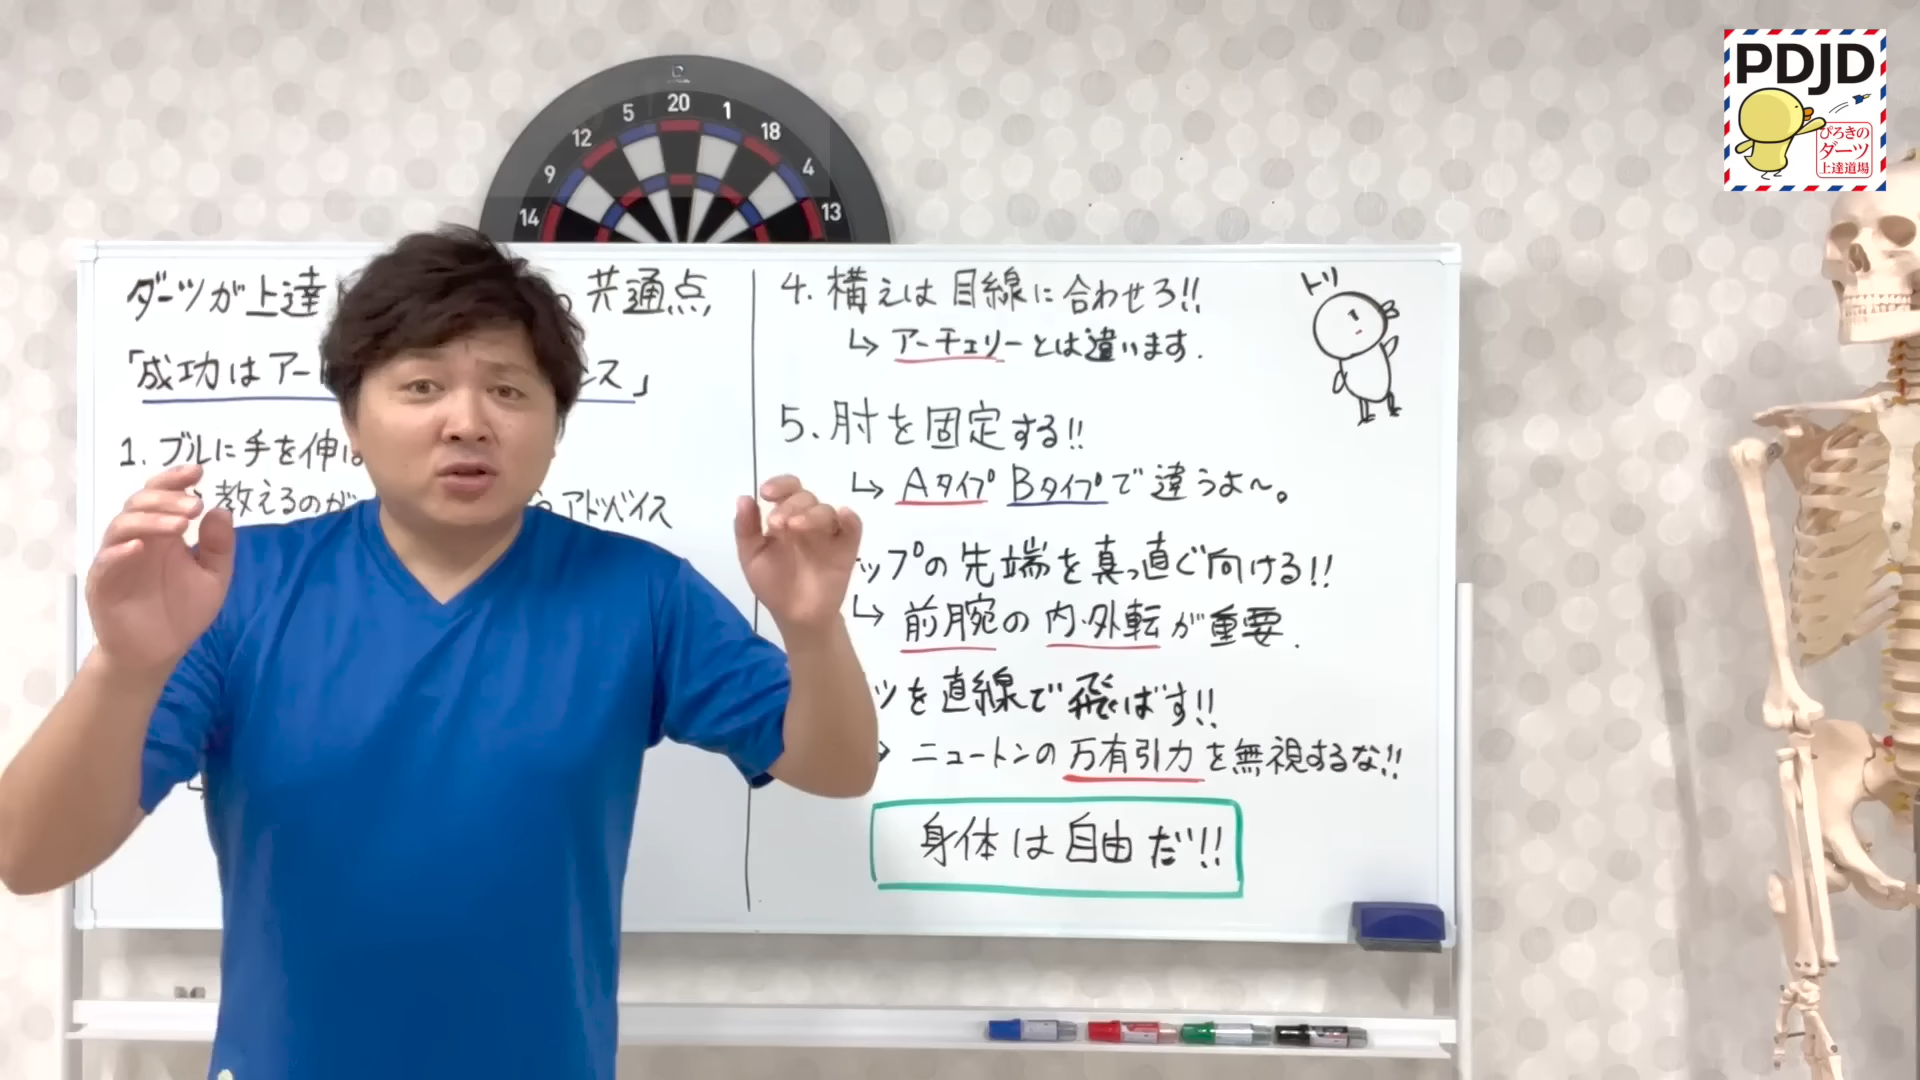 PDJD
ぴろきの
ダーツ
上達道場
20
5
1
12
18
9
4
14
13
ダーツが上達 共通点
「成功はアー ンス」
1. ブルに手を伸ば
教えるのが アドバイス
4. 構えは目線に合わせろ!!
↳ アーチェリーとは違います.
トリ
5. 肘を固定する!!
↳ Aタイプ Bタイプで違うよ〜。
ップの先端を真っ直ぐ向ける!!
↳ 前腕の内・外転が重要.
ツを直線で飛ばす!!
ニュートンの万有引力を無視するな!!
身体は自由だ!!